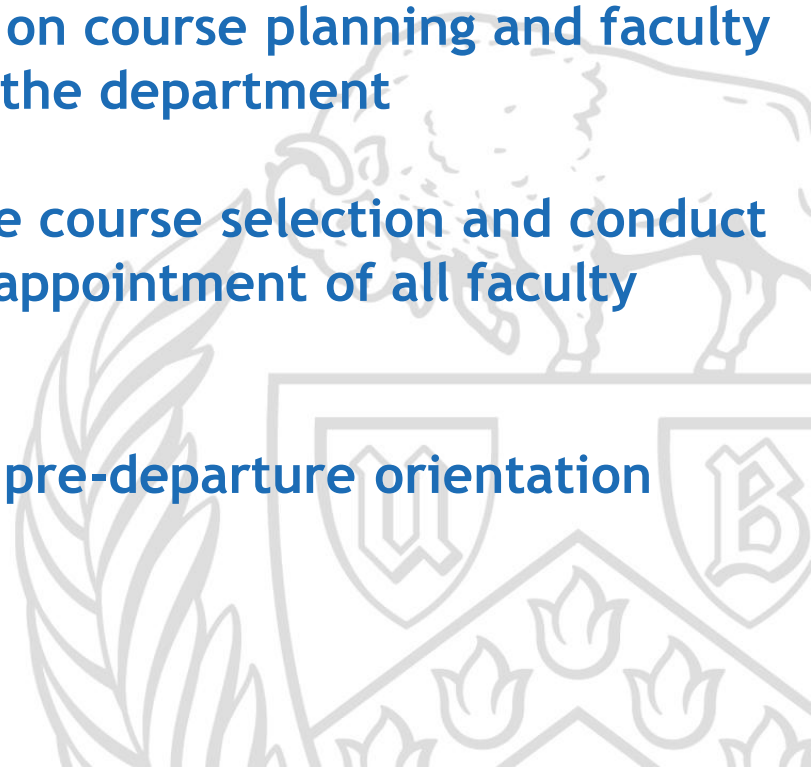 on course planning and faculty
the department
e course selection and conduct
appointment of all faculty
pre-departure orientation
U B